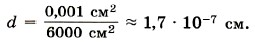 d = 0,001 см² / 6000 см² ≈ 1,7 · 10⁻⁷ см.